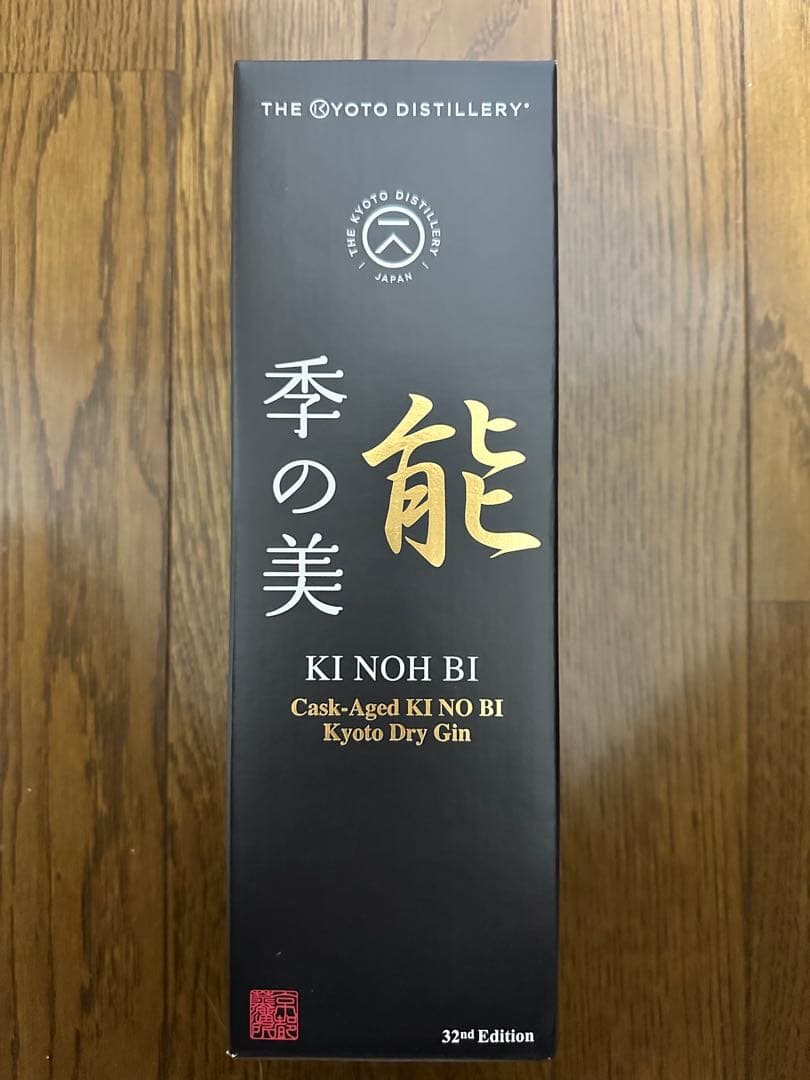 THE KYOTO DISTILLERY®
THE KYOTO DISTILLERY
JAPAN
季の美
能
KI NOH BI
Cask-Aged KI NO BI
Kyoto Dry Gin
32nd Edition